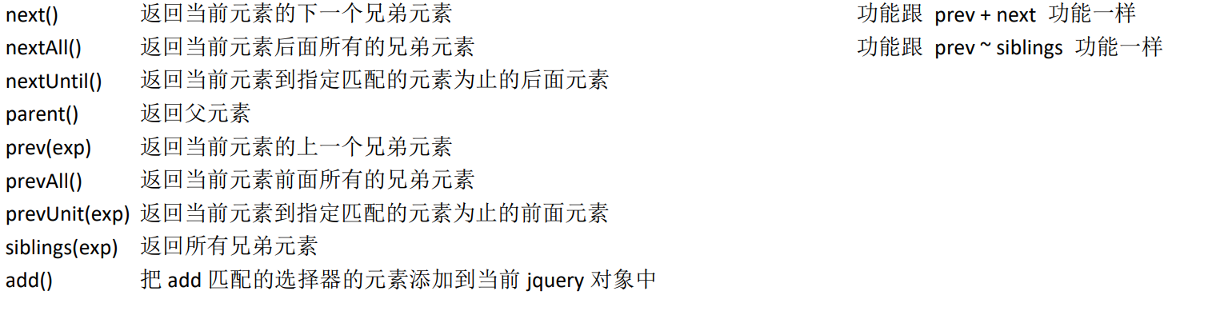 next() 返回当前元素的下一个兄弟元素 功能跟 prev + next 功能一样
nextAll() 返回当前元素后面所有的兄弟元素 功能跟 prev ~ siblings 功能一样
nextUntil() 返回当前元素到指定匹配的元素为止的后面元素
parent() 返回父元素
prev(exp) 返回当前元素的上一个兄弟元素
prevAll() 返回当前元素前面所有的兄弟元素
prevUnit(exp) 返回当前元素到指定匹配的元素为止的前面元素
siblings(exp) 返回所有兄弟元素
add() 把 add 匹配的选择器的元素添加到当前 jquery 对象中